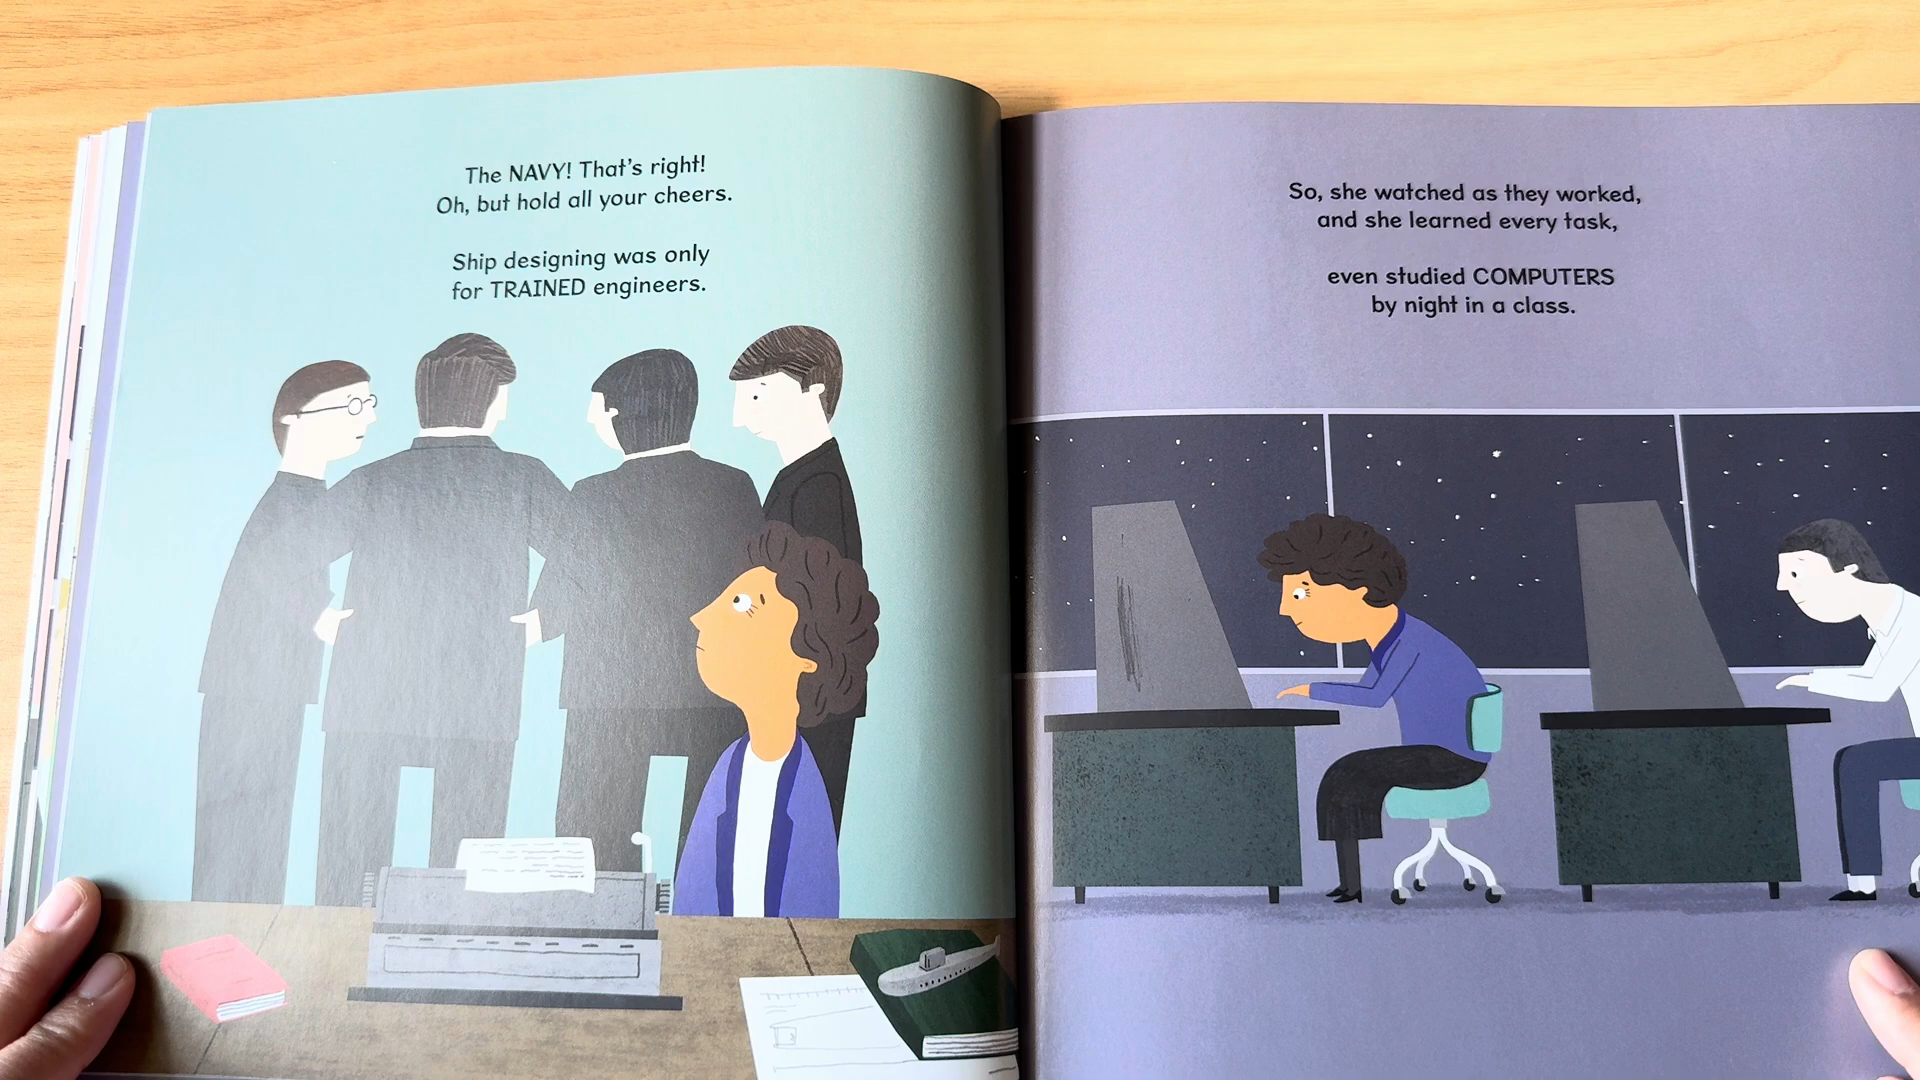 The NAVY! That's right!
Oh, but hold all your cheers.
Ship designing was only
for TRAINED engineers.
So, she watched as they worked,
and she learned every task,
even studied COMPUTERS
by night in a class.